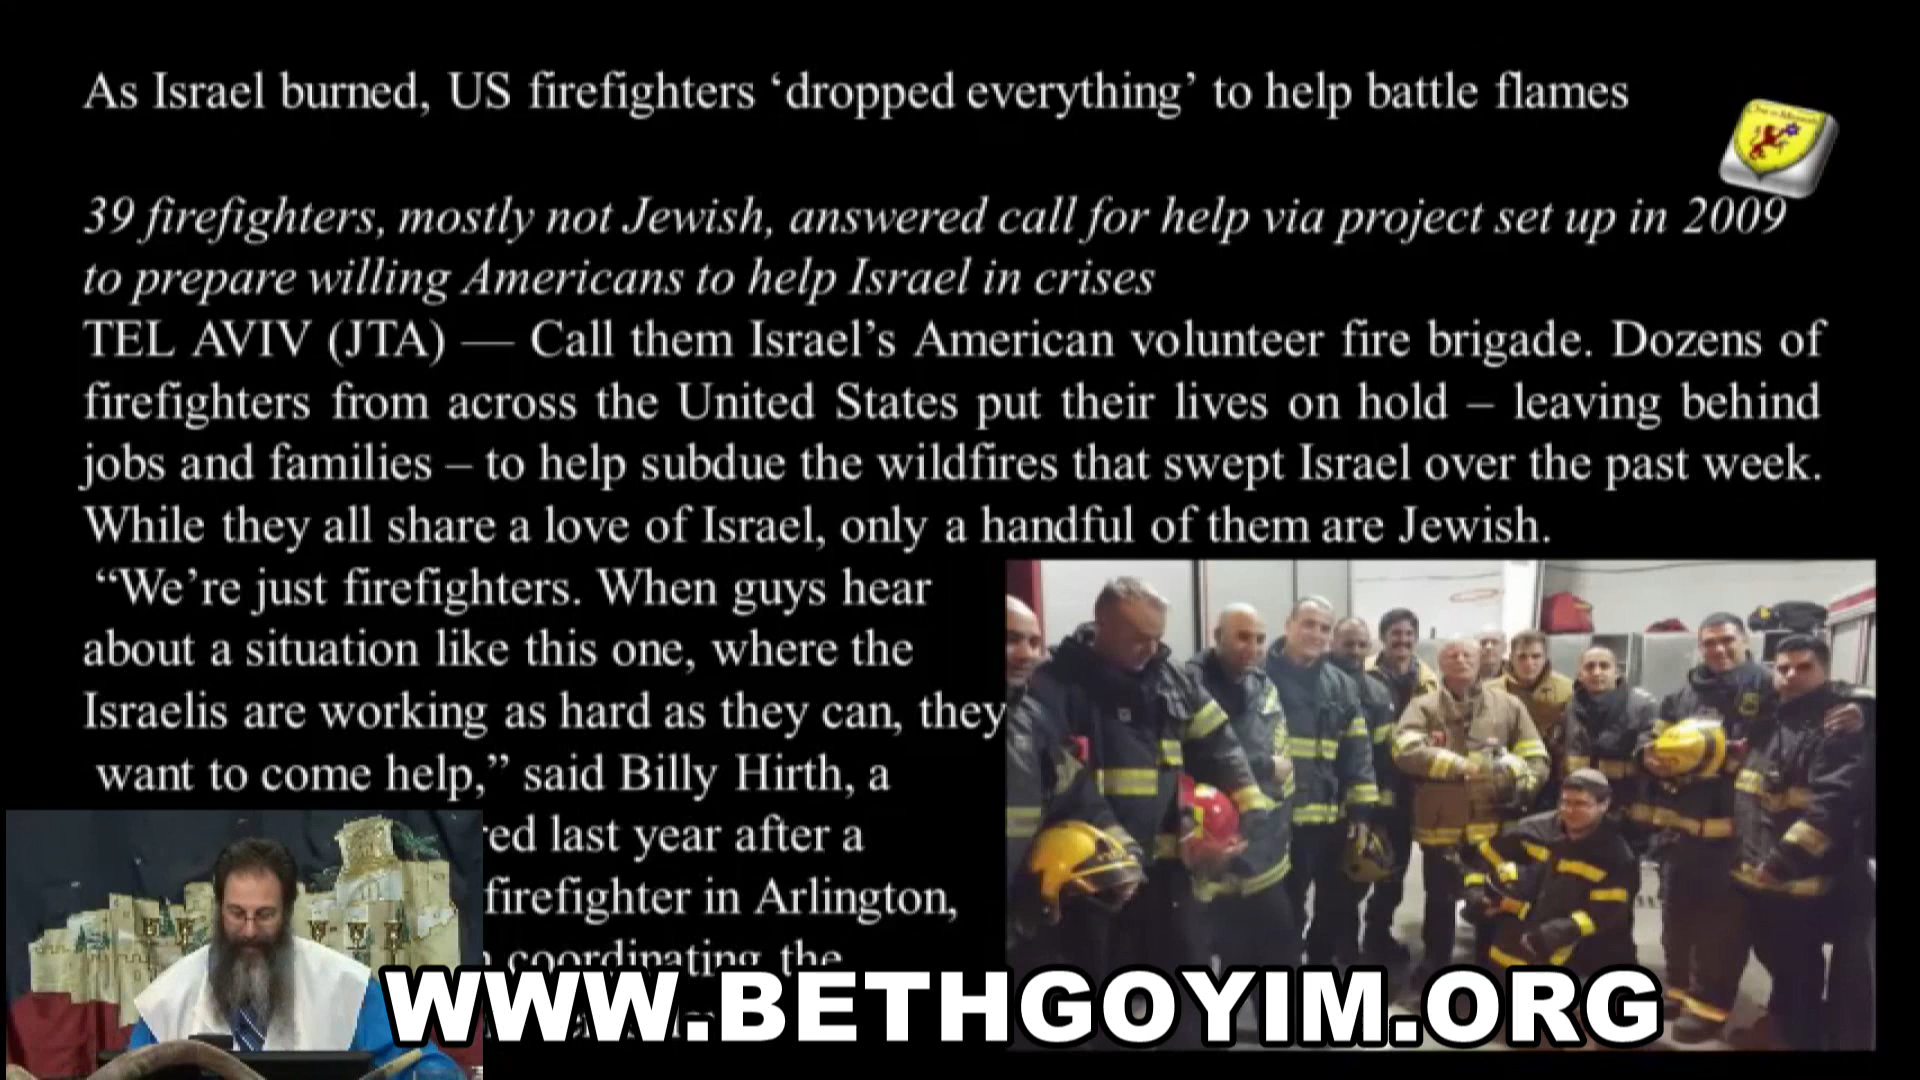 As Israel burned, US firefighters ‘dropped everything’ to help battle flames
39 firefighters, mostly not Jewish, answered call for help via project set up in 2009
to prepare willing Americans to help Israel in crises
TEL AVIV (JTA) — Call them Israel’s American volunteer fire brigade. Dozens of
firefighters from across the United States put their lives on hold – leaving behind
jobs and families – to help subdue the wildfires that swept Israel over the past week.
While they all share a love of Israel, only a handful of them are Jewish.
“We’re just firefighters. When guys hear
about a situation like this one, where the
Israelis are working as hard as they can, they
want to come help,” said Billy Hirth, a
red last year after a
firefighter in Arlington,
coordinating the
WWW.BETHGOYIM.ORG